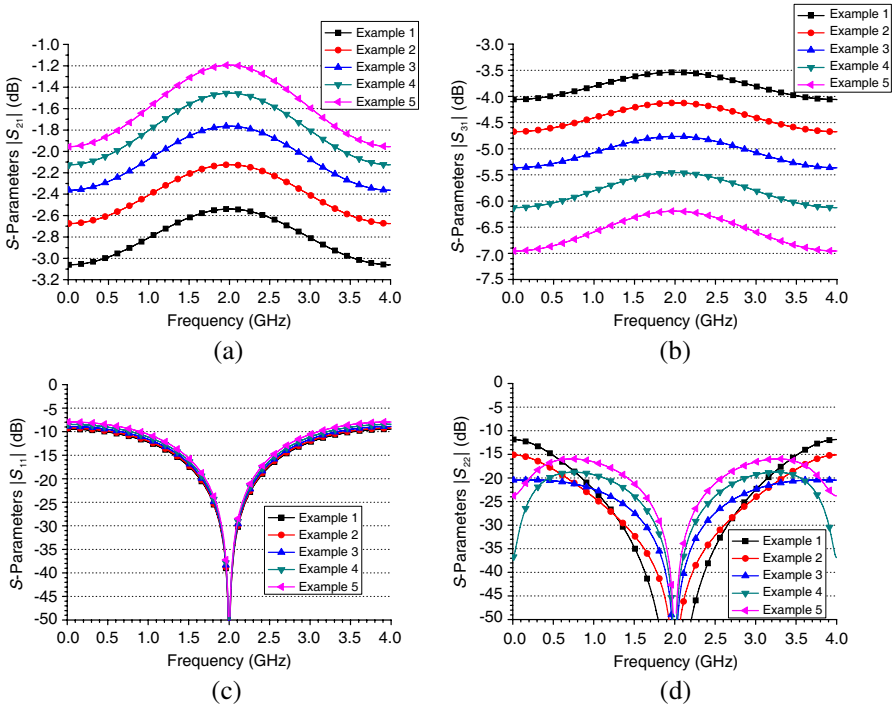 S-Parameters |S21| (dB)
-1.0
-1.2
-1.4
-1.6
-1.8
-2.0
-2.2
-2.4
-2.6
-2.8
-3.0
-3.2
0.0 0.5 1.0 1.5 2.0 2.5 3.0 3.5 4.0
Frequency (GHz)
Example 1
Example 2
Example 3
Example 4
Example 5
(a)
S-Parameters |S31| (dB)
-3.0
-3.5
-4.0
-4.5
-5.0
-5.5
-6.0
-6.5
-7.0
-7.5
0.0 0.5 1.0 1.5 2.0 2.5 3.0 3.5 4.0
Frequency (GHz)
Example 1
Example 2
Example 3
Example 4
Example 5
(b)
S-Parameters |S11| (dB)
0
-5
-10
-15
-20
-25
-30
-35
-40
-45
-50
0.0 0.5 1.0 1.5 2.0 2.5 3.0 3.5 4.0
Frequency (GHz)
Example 1
Example 2
Example 3
Example 4
Example 5
(c)
S-Parameters |S22| (dB)
0
-5
-10
-15
-20
-25
-30
-35
-40
-45
-50
0.0 0.5 1.0 1.5 2.0 2.5 3.0 3.5 4.0
Frequency (GHz)
Example 1
Example 2
Example 3
Example 4
Example 5
(d)